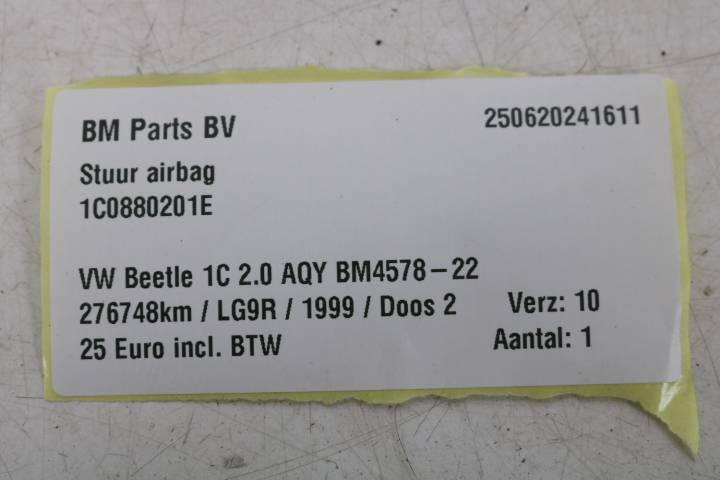 BM Parts BV 250620241611
Stuur airbag
1C0880201E
VW Beetle 1C 2.0 AQY BM4578-22
276748km / LG9R / 1999 / Doos 2 Verz: 10
25 Euro incl. BTW Aantal: 1